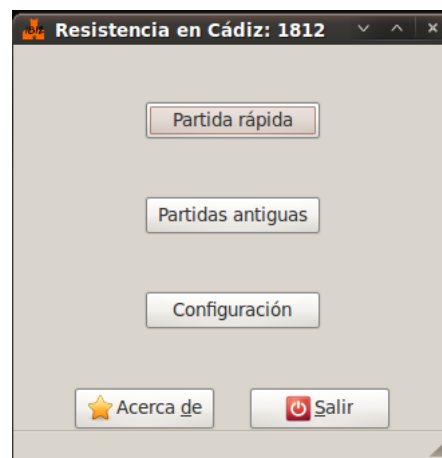 Resistencia en Cádiz: 1812
Partida rápida
Partidas antiguas
Configuración
Acerca de
Salir